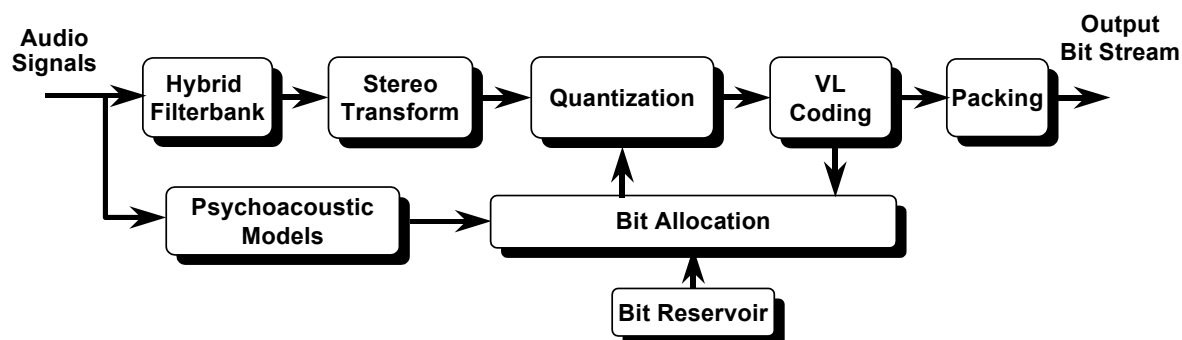 Audio
Signals
Hybrid
Filterbank
Stereo
Transform
Quantization
VL
Coding
Packing
Output
Bit Stream
Psychoacoustic
Models
Bit Allocation
Bit Reservoir